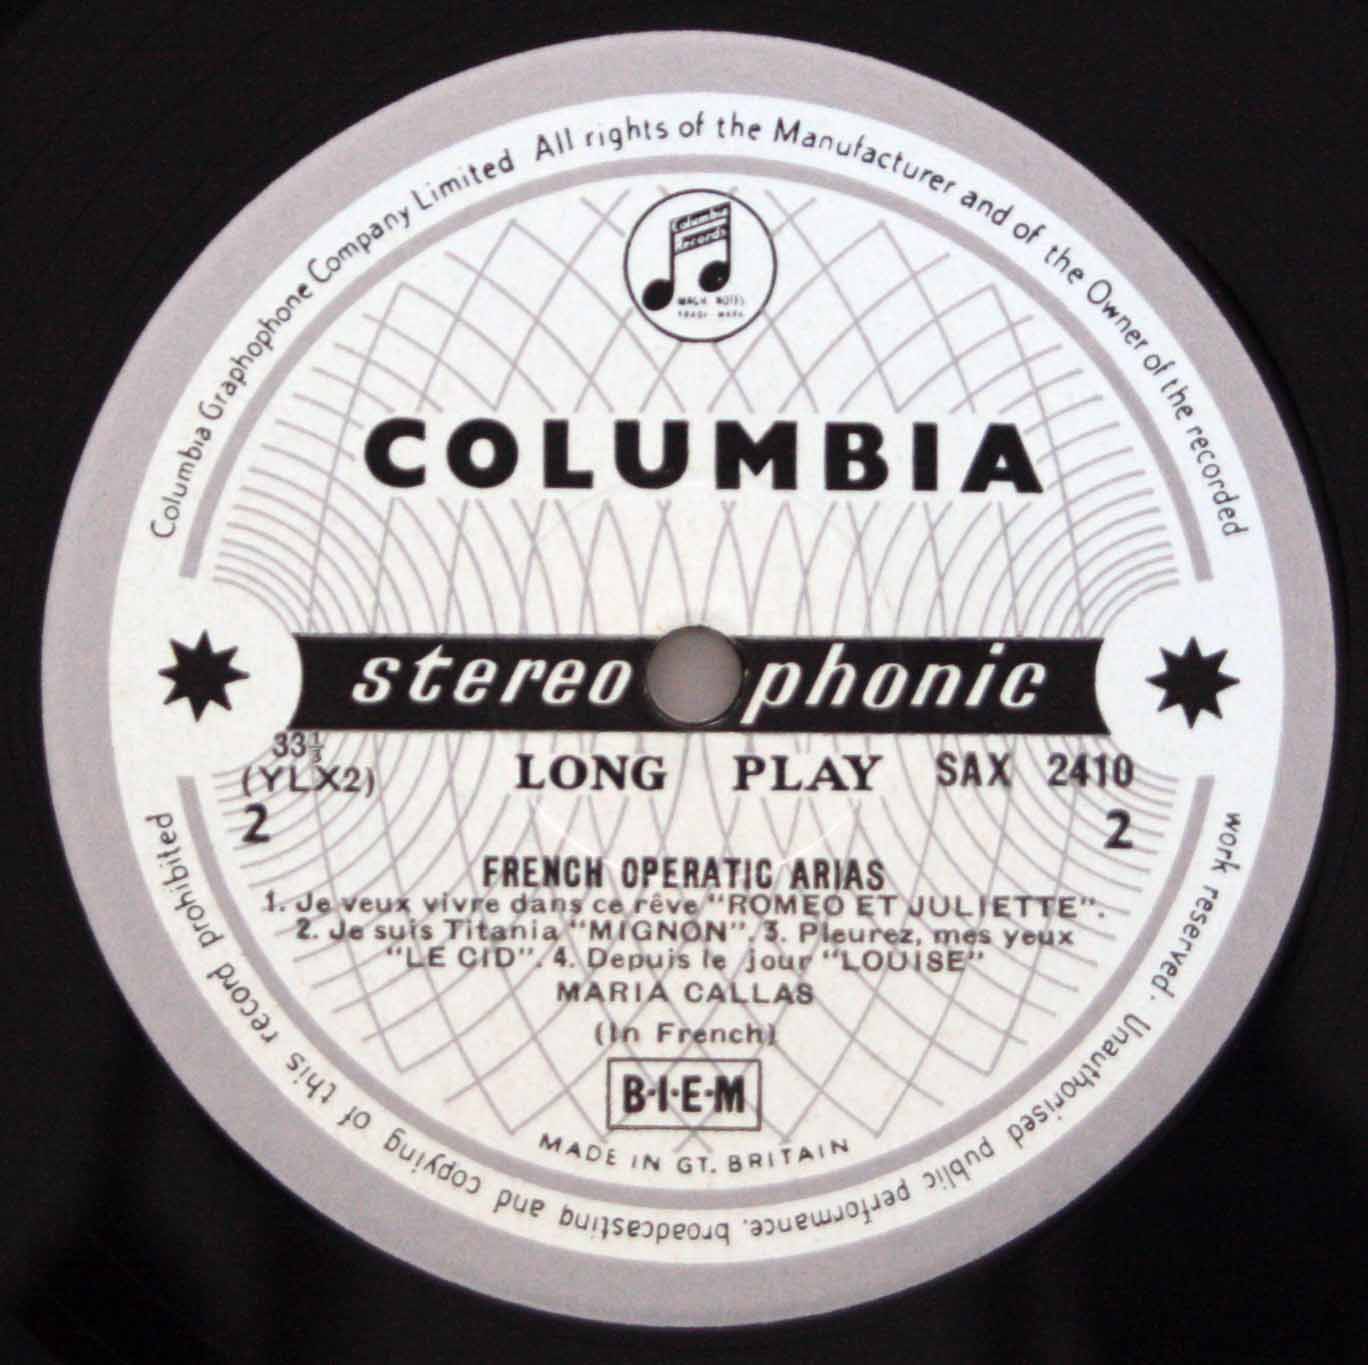 Columbia Graphophone Company Limited All rights of the Manufacturer and of the Owner of the recorded
work reserved. Unauthorised public performance, broadcasting and copying of this record prohibited
Columbia
Records
MAGIC NOTES
TRADE MARK
COLUMBIA
stereophonic
33⅓
(YLX2)
LONG PLAY
SAX 2410
2
2
FRENCH OPERATIC ARIAS
1. Je veux vivre dans ce rêve "ROMEO ET JULIETTE".
2. Je suis Titania "MIGNON". 3. Pleurez, mes yeux
"LE CID". 4. Depuis le jour "LOUISE"
MARIA CALLAS
(In French)
B·I·E·M
MADE IN GT. BRITAIN